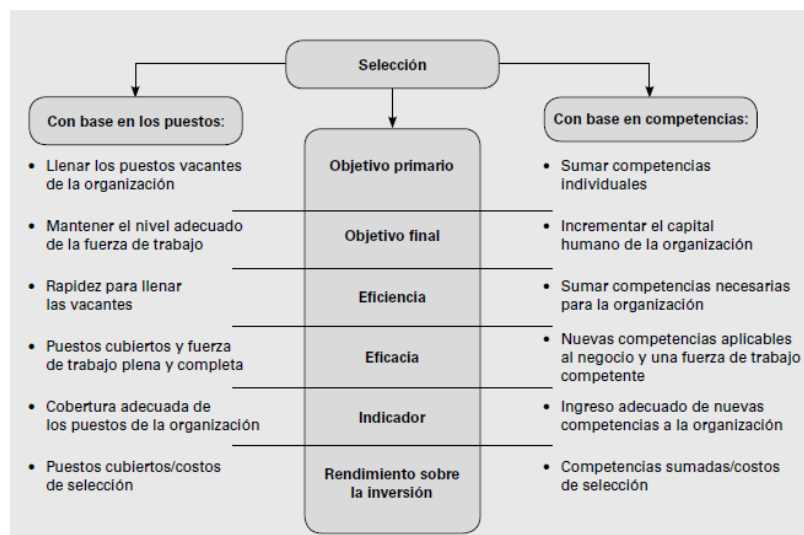 Selección
Con base en los puestos:
• Llenar los puestos vacantes
de la organización
• Mantener el nivel adecuado
de la fuerza de trabajo
• Rapidez para llenar
las vacantes
• Puestos cubiertos y fuerza
de trabajo plena y completa
• Cobertura adecuada de
los puestos de la organización
• Puestos cubiertos/costos
de selección
Objetivo primario
Objetivo final
Eficiencia
Eficacia
Indicador
Rendimiento sobre
la inversión
Con base en competencias:
• Sumar competencias
individuales
• Incrementar el capital
humano de la organización
• Sumar competencias necesarias
para la organización
• Nuevas competencias aplicables
al negocio y una fuerza de trabajo
competente
• Ingreso adecuado de nuevas
competencias a la organización
• Competencias sumadas/costos
de selección